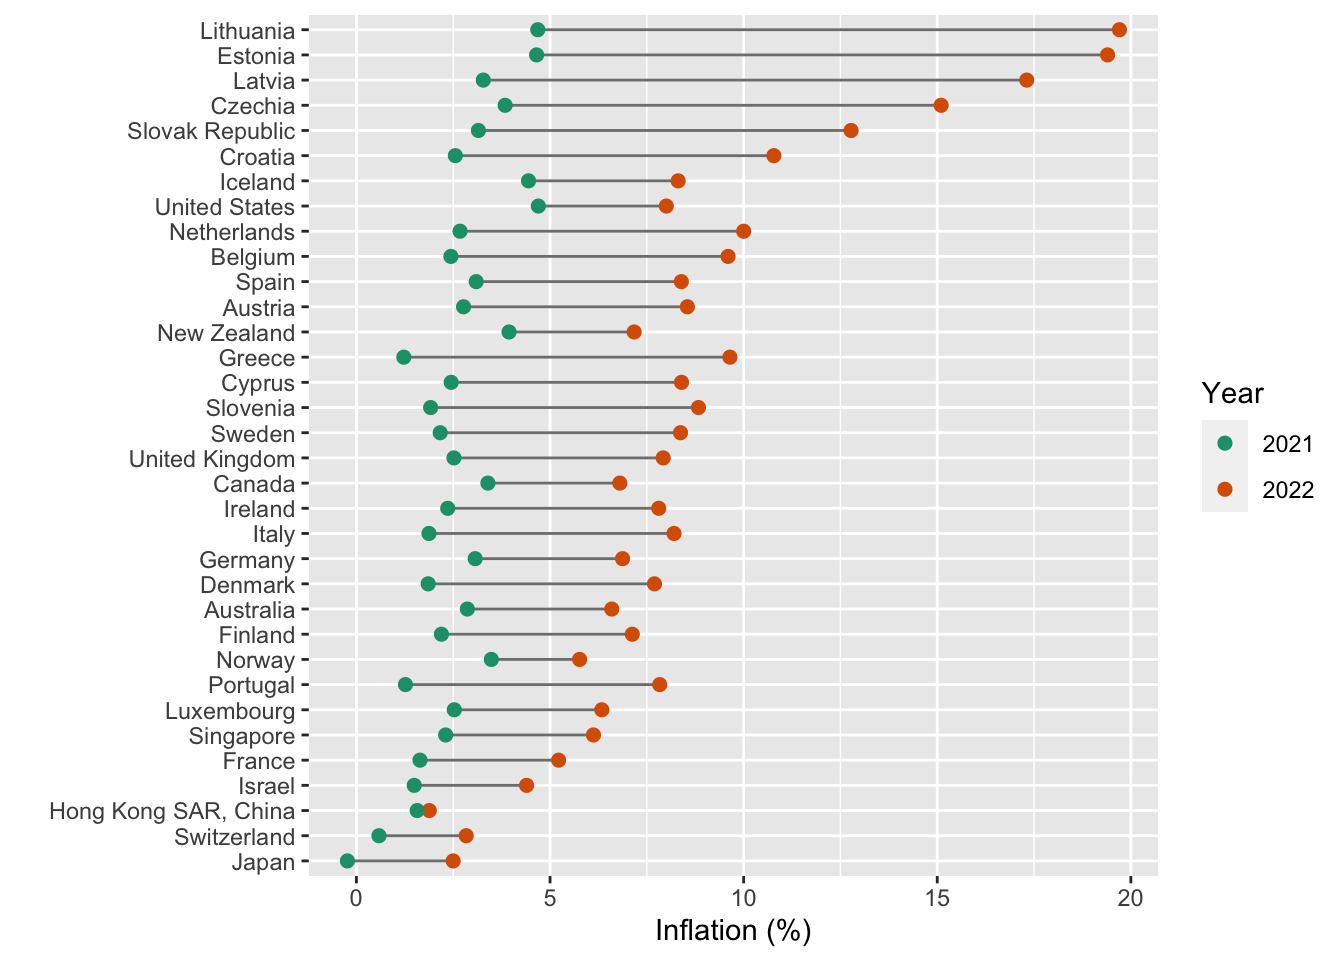 Lithuania
Estonia
Latvia
Czechia
Slovak Republic
Croatia
Iceland
United States
Netherlands
Belgium
Spain
Austria
New Zealand
Greece
Cyprus
Slovenia
Sweden
United Kingdom
Canada
Ireland
Italy
Germany
Denmark
Australia
Finland
Norway
Portugal
Luxembourg
Singapore
France
Israel
Hong Kong SAR, China
Switzerland
Japan
0 5 10 15 20
Inflation (%)
Year
2021
2022